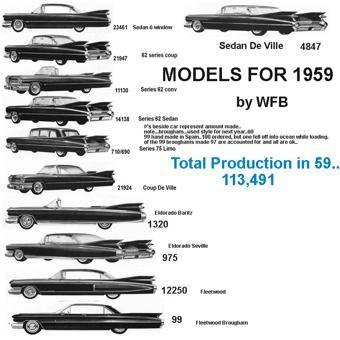 23461 Sedan 6 window
Sedan De Ville 4847
21947 62 series coup
MODELS FOR 1959
11130 Series 62 conv
by WFB
14138 Series 62 Sedan
#'s beside car represent amount made..
note...brougham...used style for next year..60
99 hand made in Spain..100 ordered, but one fell off into ocean while loading.
of the 99 broughams made 97 are accounted for and all are ok..
710/690 Series 75 Limo
Total Production in 59..
113,491
21924 Coup De Ville
Eldorado Baritz
1320
Eldorado Seville
975
12250 Fleetwood
99 Fleetwood Brougham